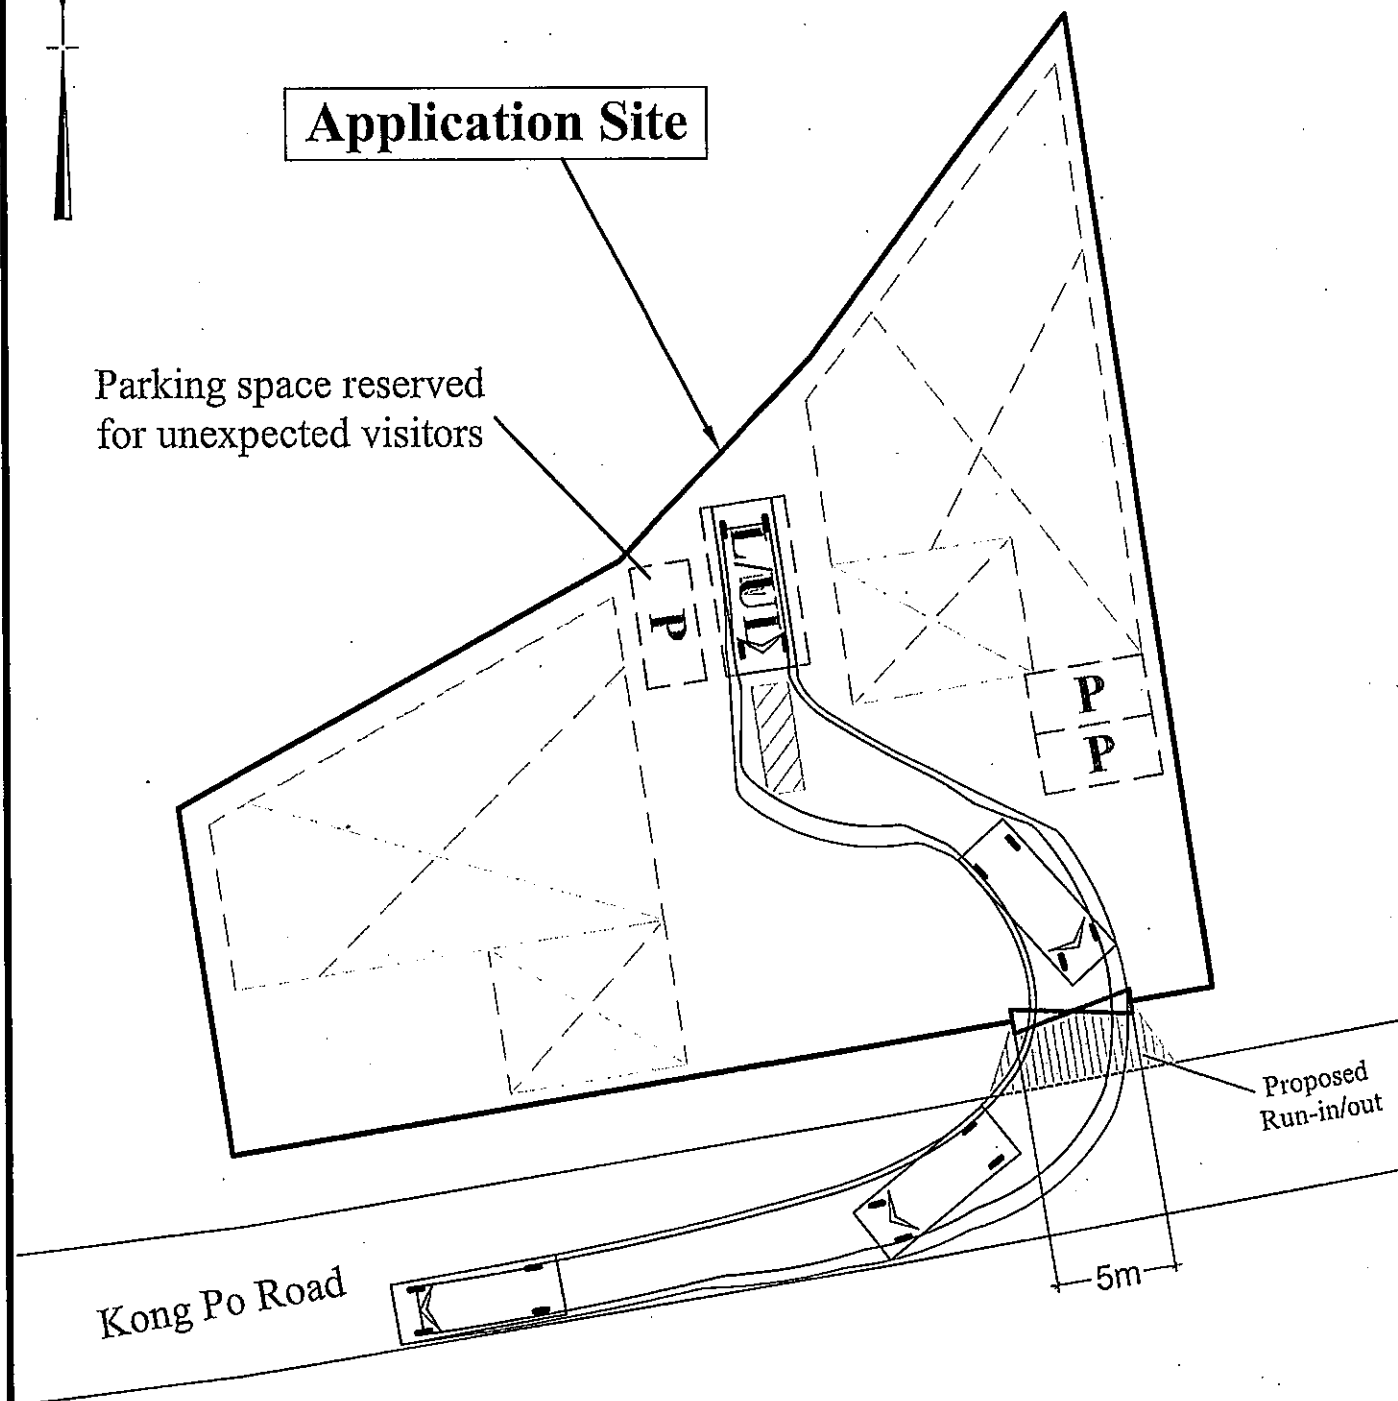 Application Site
Parking space reserved
for unexpected visitors
L/UL
P
P
P
Proposed
Run-in/out
5m
Kong Po Road